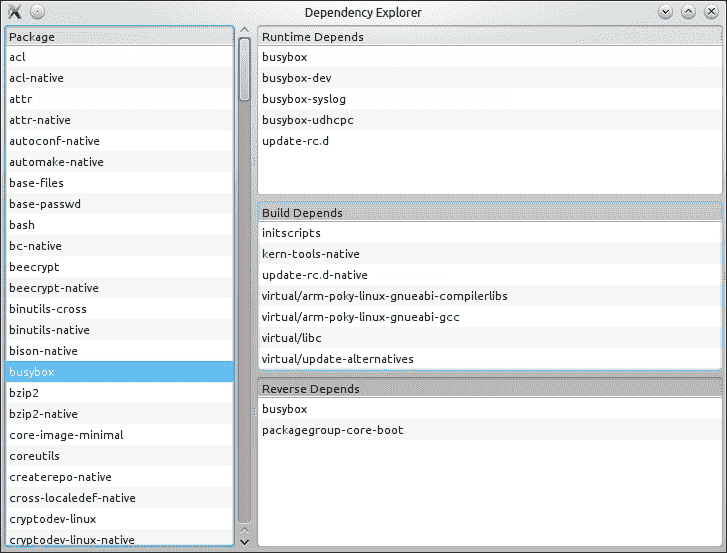 Dependency Explorer
Package
acl
acl-native
attr
attr-native
autoconf-native
automake-native
base-files
base-passwd
bash
bc-native
beecrypt
beecrypt-native
binutils-cross
binutils-native
bison-native
busybox
bzip2
bzip2-native
core-image-minimal
coreutils
createrepo-native
cross-localedef-native
cryptodev-linux
cryptodev-linux-native
Runtime Depends
busybox
busybox-dev
busybox-syslog
busybox-udhcpc
update-rc.d
Build Depends
initscripts
kern-tools-native
update-rc.d-native
virtual/arm-poky-linux-gnueabi-compilerlibs
virtual/arm-poky-linux-gnueabi-gcc
virtual/libc
virtual/update-alternatives
Reverse Depends
busybox
packagegroup-core-boot